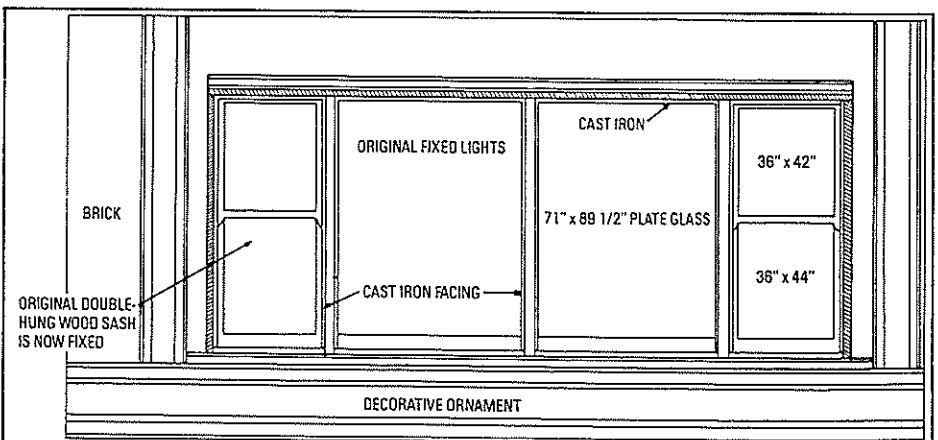 CAST IRON
ORIGINAL FIXED LIGHTS
36" x 42"
BRICK
71" x 89 1/2" PLATE GLASS
36" x 44"
CAST IRON FACING
ORIGINAL DOUBLE-
HUNG WOOD SASH
IS NOW FIXED
DECORATIVE ORNAMENT